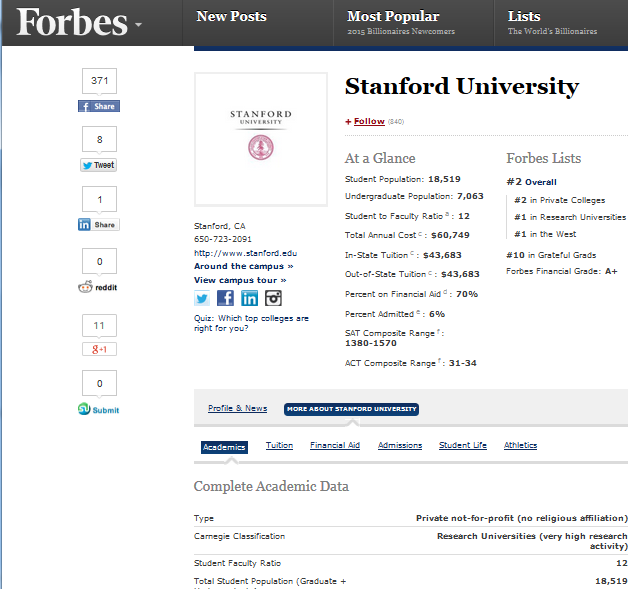 Forbes
New Posts
Most Popular
2015 Billionaires Newcomers
Lists
The World's Billionaires
371
Share
8
Tweet
1
in Share
0
reddit
11
g+1
0
Submit
STANFORD
UNIVERSITY
Stanford, CA
650-723-2091
http://www.stanford.edu
Around the campus »
View campus tour »
Quiz: Which top colleges are
right for you?
Stanford University
+ Follow (840)
At a Glance
Student Population: 18,519
Undergraduate Population: 7,063
Student to Faculty Ratio a : 12
Total Annual Cost c : $60,749
In-State Tuition c : $43,683
Out-of-State Tuition c : $43,683
Percent on Financial Aid d : 70%
Percent Admitted e : 6%
SAT Composite Range f :
1380-1570
ACT Composite Range f : 31-34
Forbes Lists
#2 Overall
#2 in Private Colleges
#1 in Research Universities
#1 in the West
#10 in Grateful Grads
Forbes Financial Grade: A+
Profile & News
MORE ABOUT STANFORD UNIVERSITY
Academics Tuition Financial Aid Admissions Student Life Athletics
Complete Academic Data
Type Private not-for-profit (no religious affiliation)
Carnegie Classification Research Universities (very high research
activity)
Student Faculty Ratio 12
Total Student Population (Graduate + 18,519